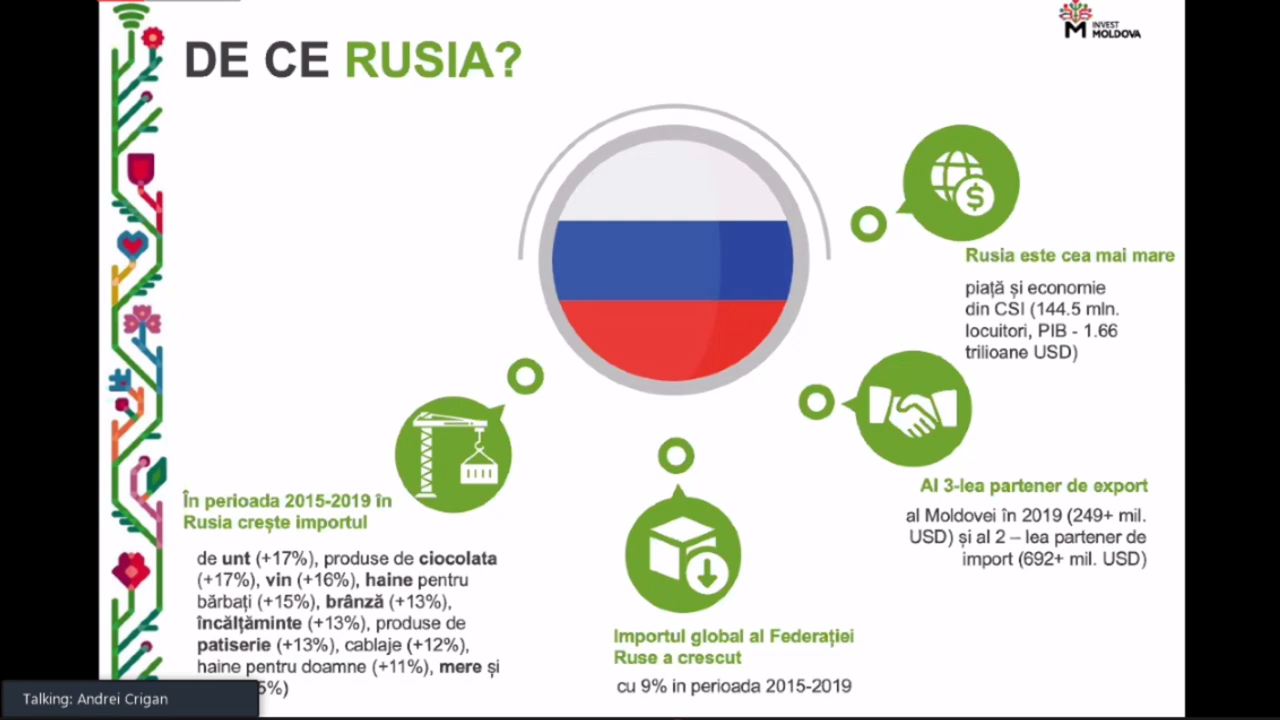 INVEST
MOLDOVA
DE CE RUSIA?
Rusia este cea mai mare
piață și economie
din CSI (144.5 mln.
locuitori, PIB - 1.66
trilioane USD)
Al 3-lea partener de export
al Moldovei în 2019 (249+ mil.
USD) și al 2 – lea partener de
import (692+ mil. USD)
În perioada 2015-2019 în
Rusia crește importul
de unt (+17%), produse de ciocolata
(+17%), vin (+16%), haine pentru
bărbați (+15%), brânză (+13%),
încălțăminte (+13%), produse de
patiserie (+13%), cablaje (+12%),
haine pentru doamne (+11%), mere și
5%)
Importul global al Federației
Ruse a crescut
cu 9% in perioada 2015-2019
Talking: Andrei Crigan